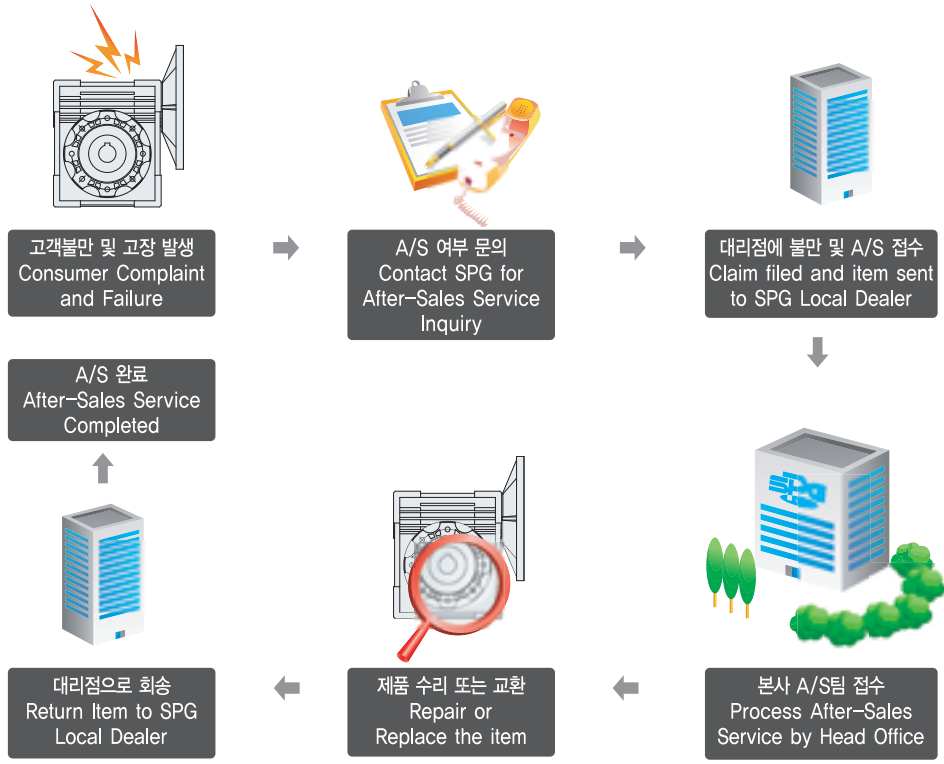 고객불만 및 고장 발생
Consumer Complaint
and Failure
A/S 여부 문의
Contact SPG for
After-Sales Service
Inquiry
대리점에 불만 및 A/S 접수
Claim filed and item sent
to SPG Local Dealer
SPG
본사 A/S팀 접수
Process After-Sales
Service by Head Office
제품 수리 또는 교환
Repair or
Replace the item
대리점으로 회송
Return Item to SPG
Local Dealer
A/S 완료
After-Sales Service
Completed